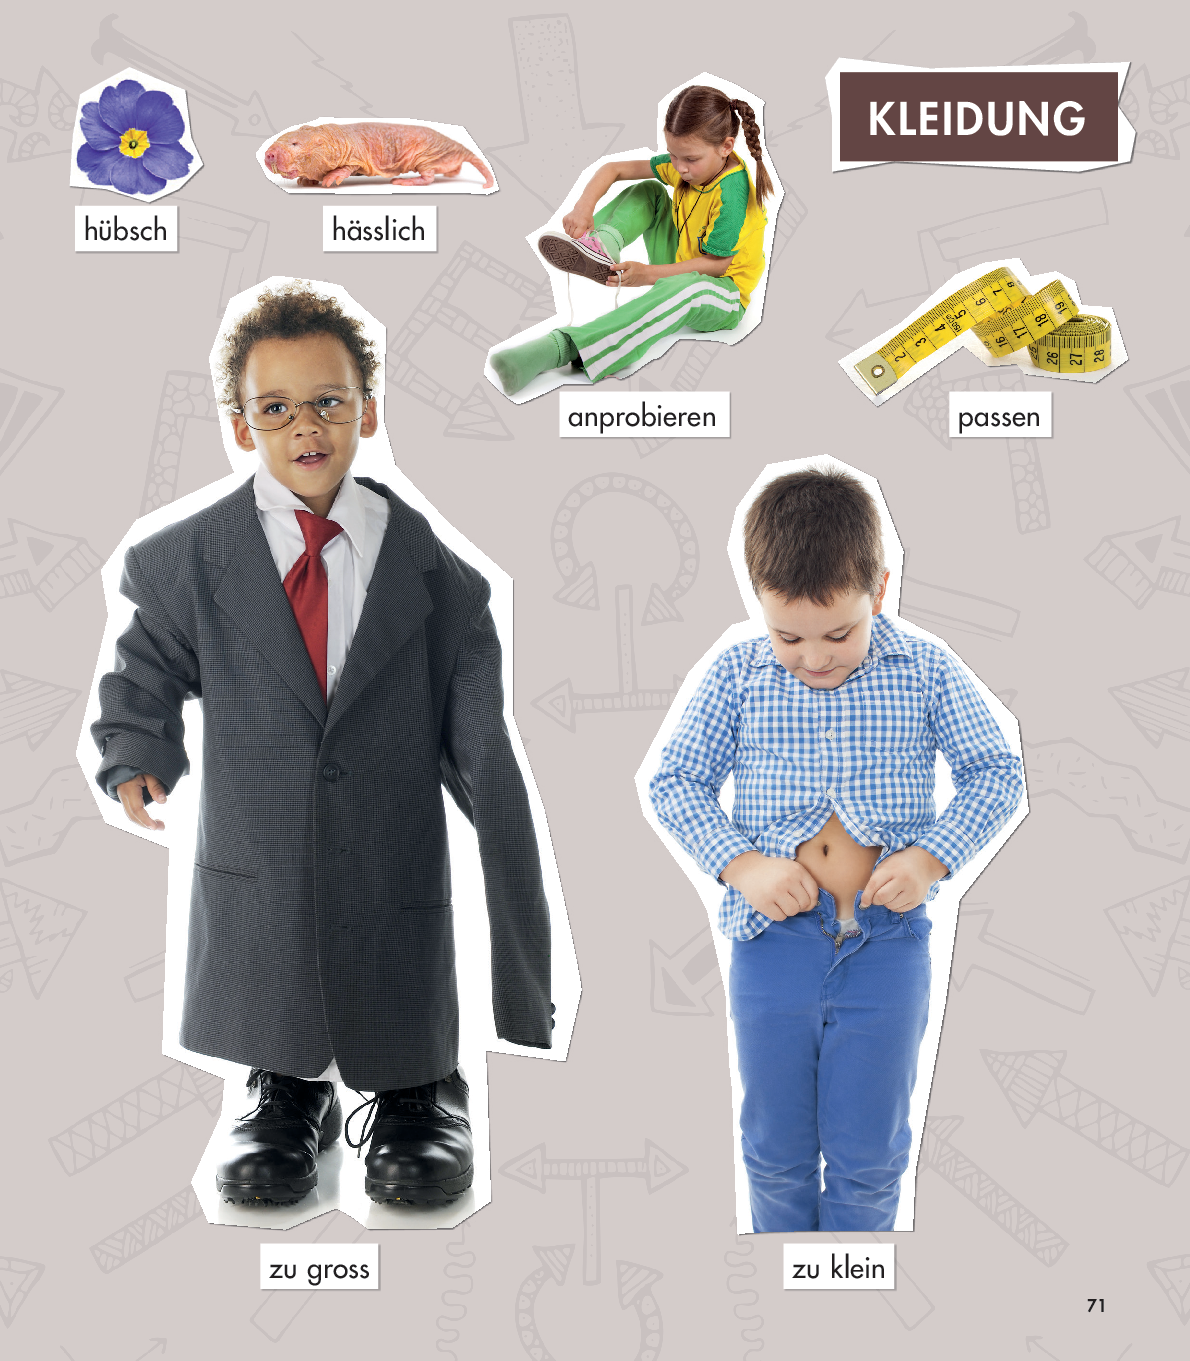 KLEIDUNG
hübsch
hässlich
anprobieren
passen
zu gross
zu klein
71